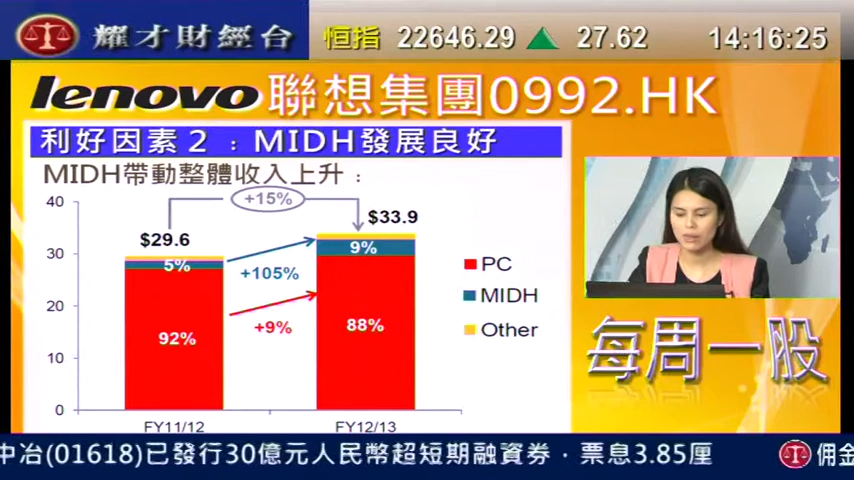 耀才財經台
恒指 22646.29 27.62 14:16:25
lenovo 聯想集團0992.HK
利好因素2：MIDH發展良好
MIDH帶動整體收入上升：
40
30
20
10
0
+15%
$29.6
$33.9
5%
9%
+105%
92%
+9%
88%
PC
MIDH
Other
FY11/12
FY12/13
每周一股
中冶(01618)已發行30億元人民幣超短期融資券．票息3.85厘
佣金